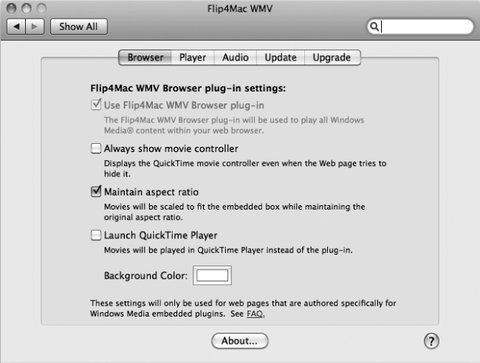 Flip4Mac WMV
Show All
Browser Player Audio Update Upgrade
Flip4Mac WMV Browser plug-in settings:
Use Flip4Mac WMV Browser plug-in
The Flip4Mac WMV Browser plug-in will be used to play all Windows
Media® content within your web browser.
Always show movie controller
Displays the QuickTime movie controller even when the Web page tries to
hide it.
Maintain aspect ratio
Movies will be scaled to fit the embedded box while maintaining the
original aspect ratio.
Launch QuickTime Player
Movies will be played in QuickTime Player instead of the plug-in.
Background Color:
These settings will only be used for web pages that are authored specifically for
Windows Media embedded plugins. See FAQ.
About...
?